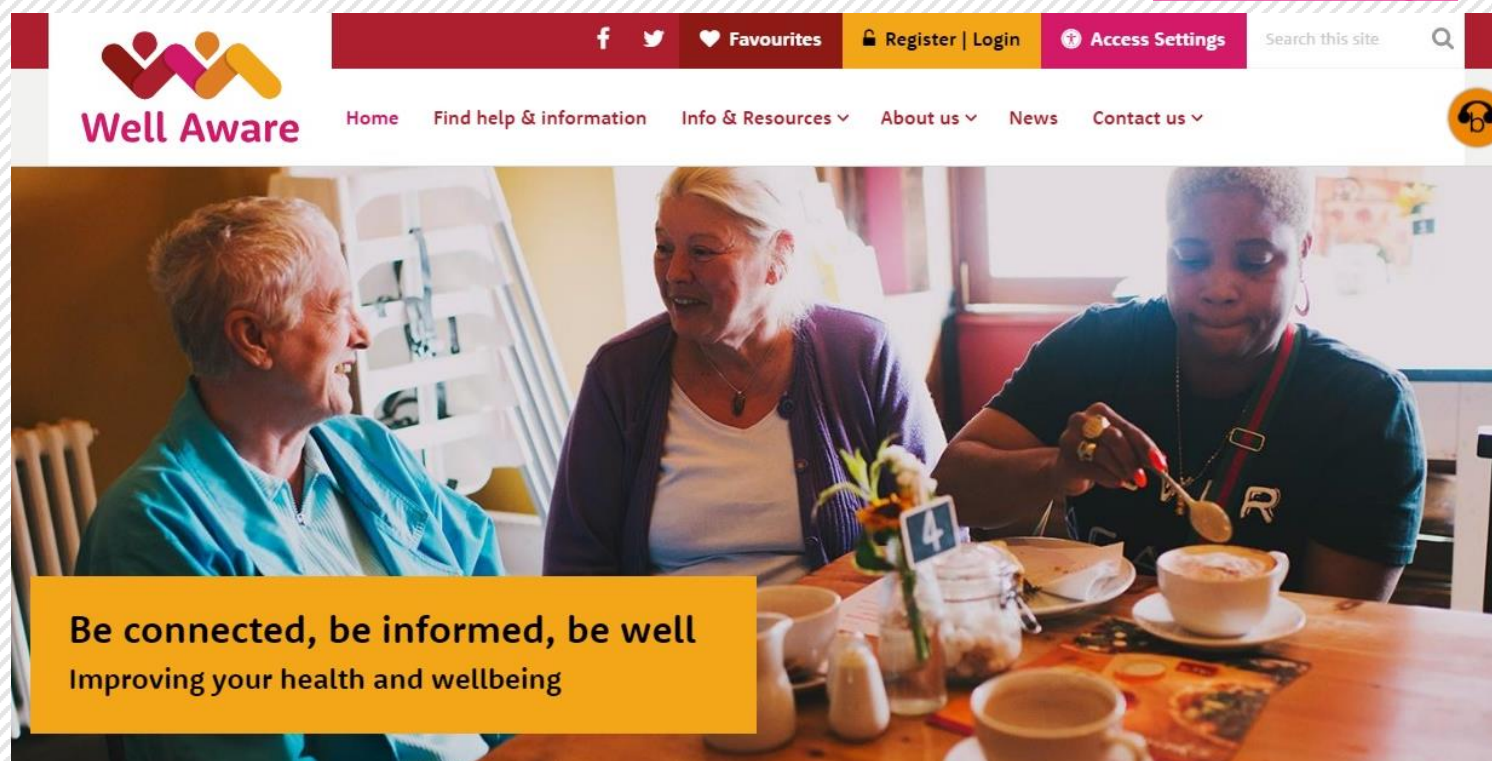 Favourites
Register | Login
Access Settings
Search this site
Well Aware
Home
Find help & information
Info & Resources
About us
News
Contact us
b
4
Be connected, be informed, be well
Improving your health and wellbeing